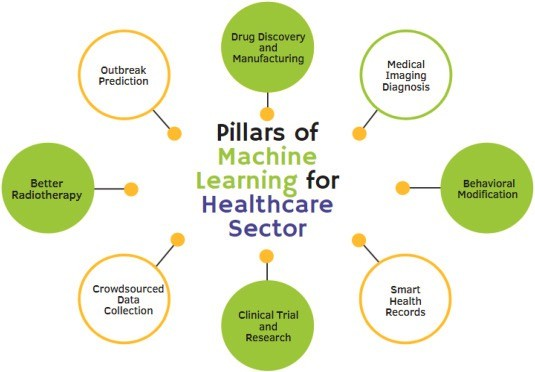 Drug Discovery
and
Manufacturing
Outbreak
Prediction
Medical
Imaging
Diagnosis
Pillars of
Machine
Learning for
Healthcare
Sector
Better
Radiotherapy
Behavioral
Modification
Crowdsourced
Data
Collection
Smart
Health
Records
Clinical Trial
and
Research